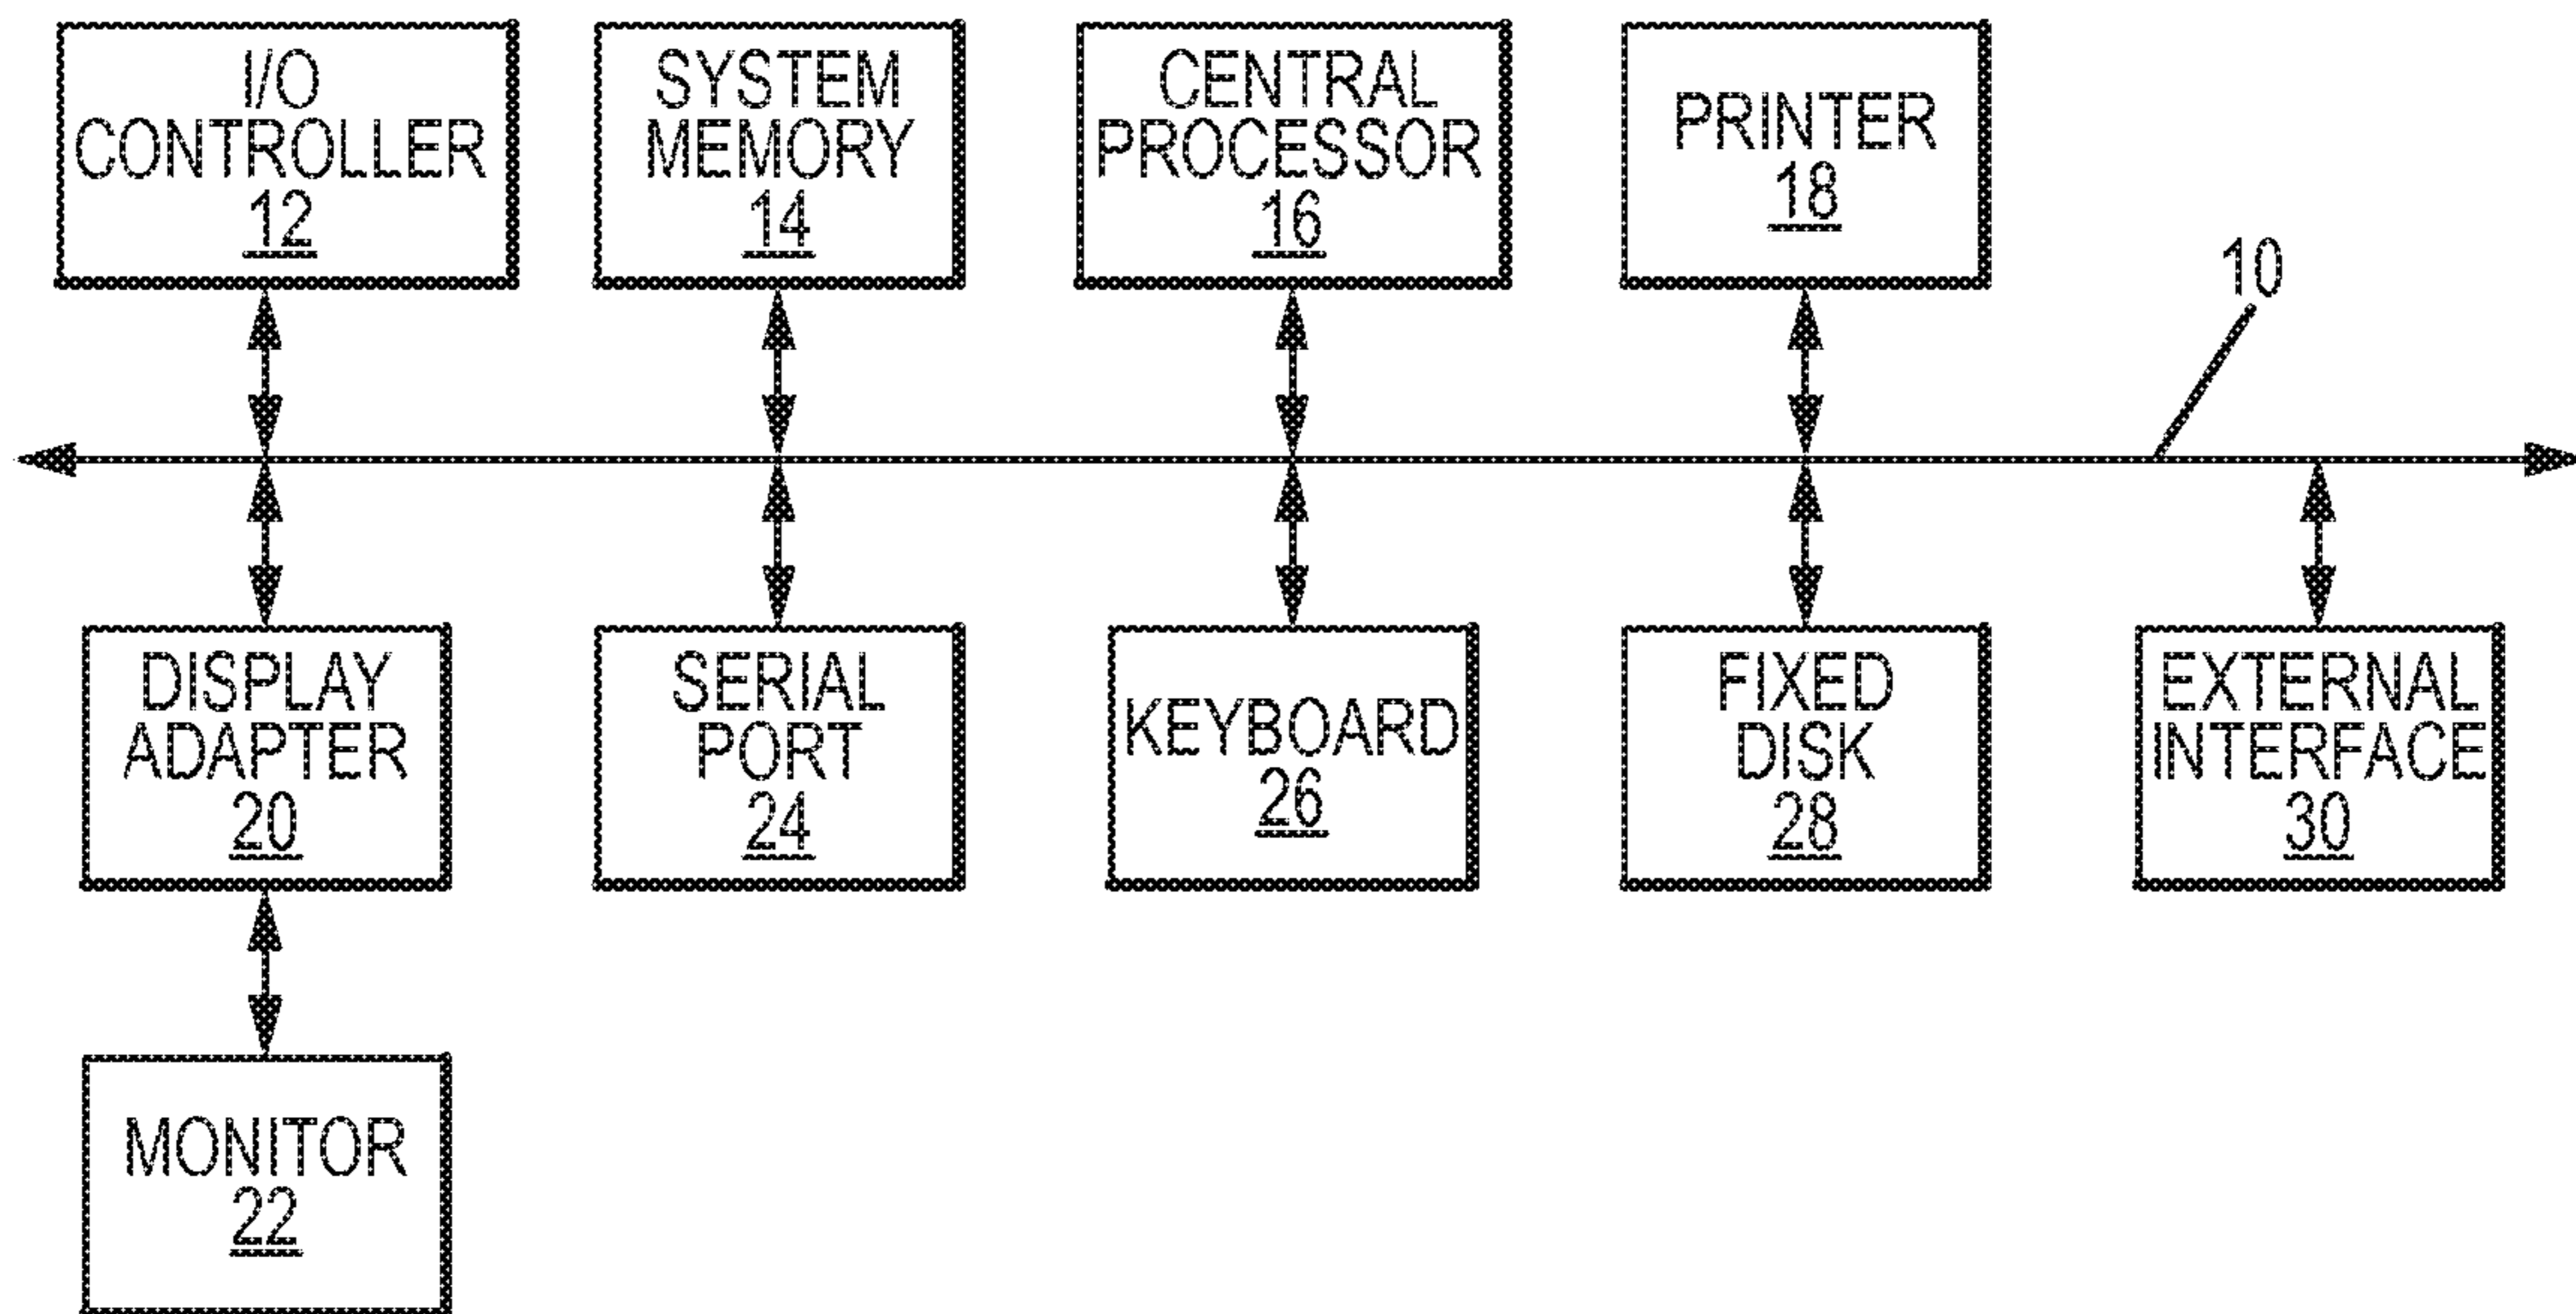 I/O
CONTROLLER
12
SYSTEM
MEMORY
14
CENTRAL
PROCESSOR
16
PRINTER
18
10
DISPLAY
ADAPTER
20
SERIAL
PORT
24
KEYBOARD
26
FIXED
DISK
28
EXTERNAL
INTERFACE
30
MONITOR
22